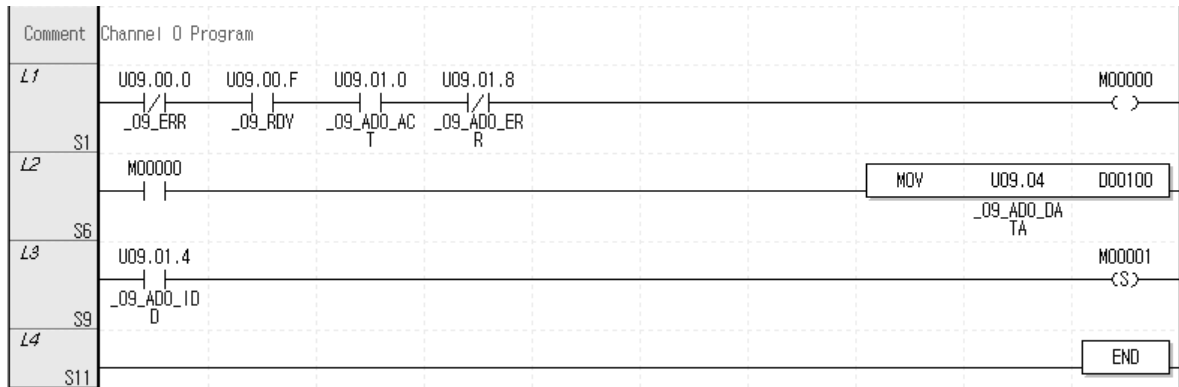 Comment Channel 0 Program
L1
U09.00.0 U09.00.F U09.01.0 U09.01.8 M00000
_09_ERR _09_RDY _09_AD0_AC _09_AD0_ER
T R
S1
L2
M00000
MOV U09.04 D00100
_09_AD0_DA
TA
S6
L3
U09.01.4 M00001
S
_09_AD0_ID
D
S9
L4
END
S11